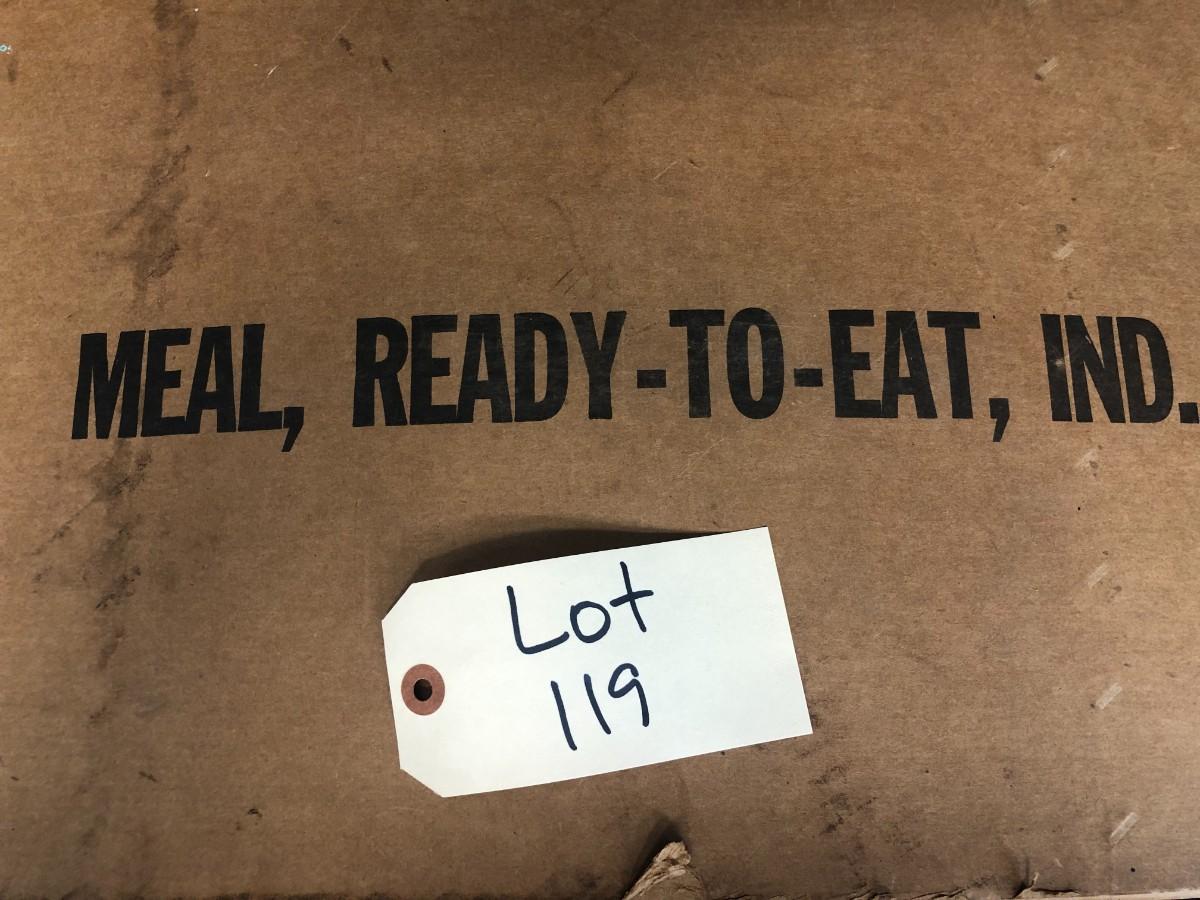 MEAL, READY-TO-EAT, IND.
Lot
119